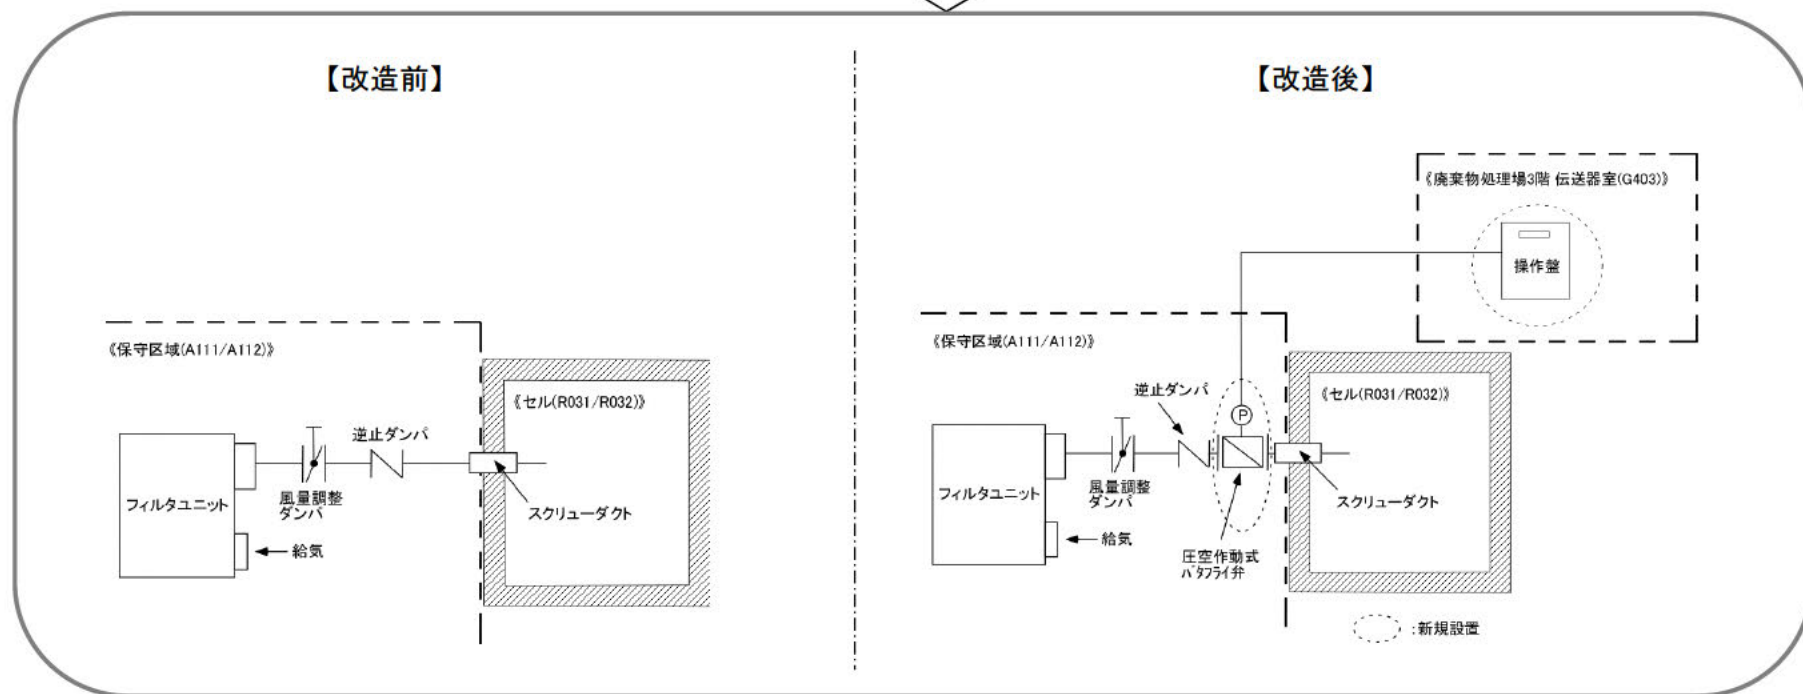 【改造前】
《保守区域(A111/A112)》
《セル(R031/R032)》
逆止ダンパ
フィルタユニット
風量調整
ダンパ
スクリューダクト
給気
【改造後】
《廃棄物処理場3階 伝送器室(G403)》
操作盤
《保守区域(A111/A112)》
逆止ダンパ
P
《セル(R031/R032)》
フィルタユニット
風量調整
ダンパ
スクリューダクト
給気
圧空作動式
バタフライ弁
:新規設置